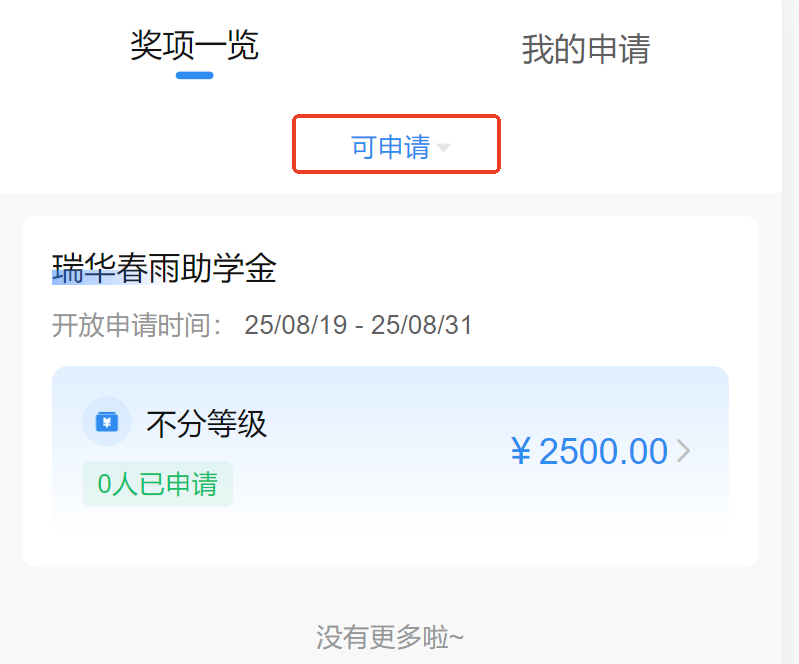 奖项一览 我的申请
可申请
瑞华春雨助学金
开放申请时间: 25/08/19 - 25/08/31
不分等级
¥ 2500.00
0人已申请
没有更多啦~